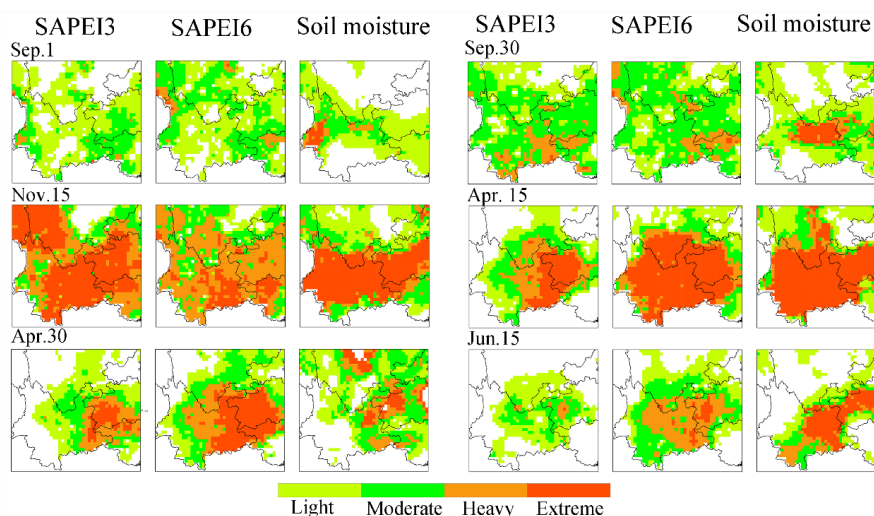 SAPEI3 SAPEI6 Soil moisture SAPEI3 SAPEI6 Soil moisture
Sep.1 Sep.30
Nov.15 Apr. 15
Apr.30 Jun.15
Light Moderate Heavy Extreme